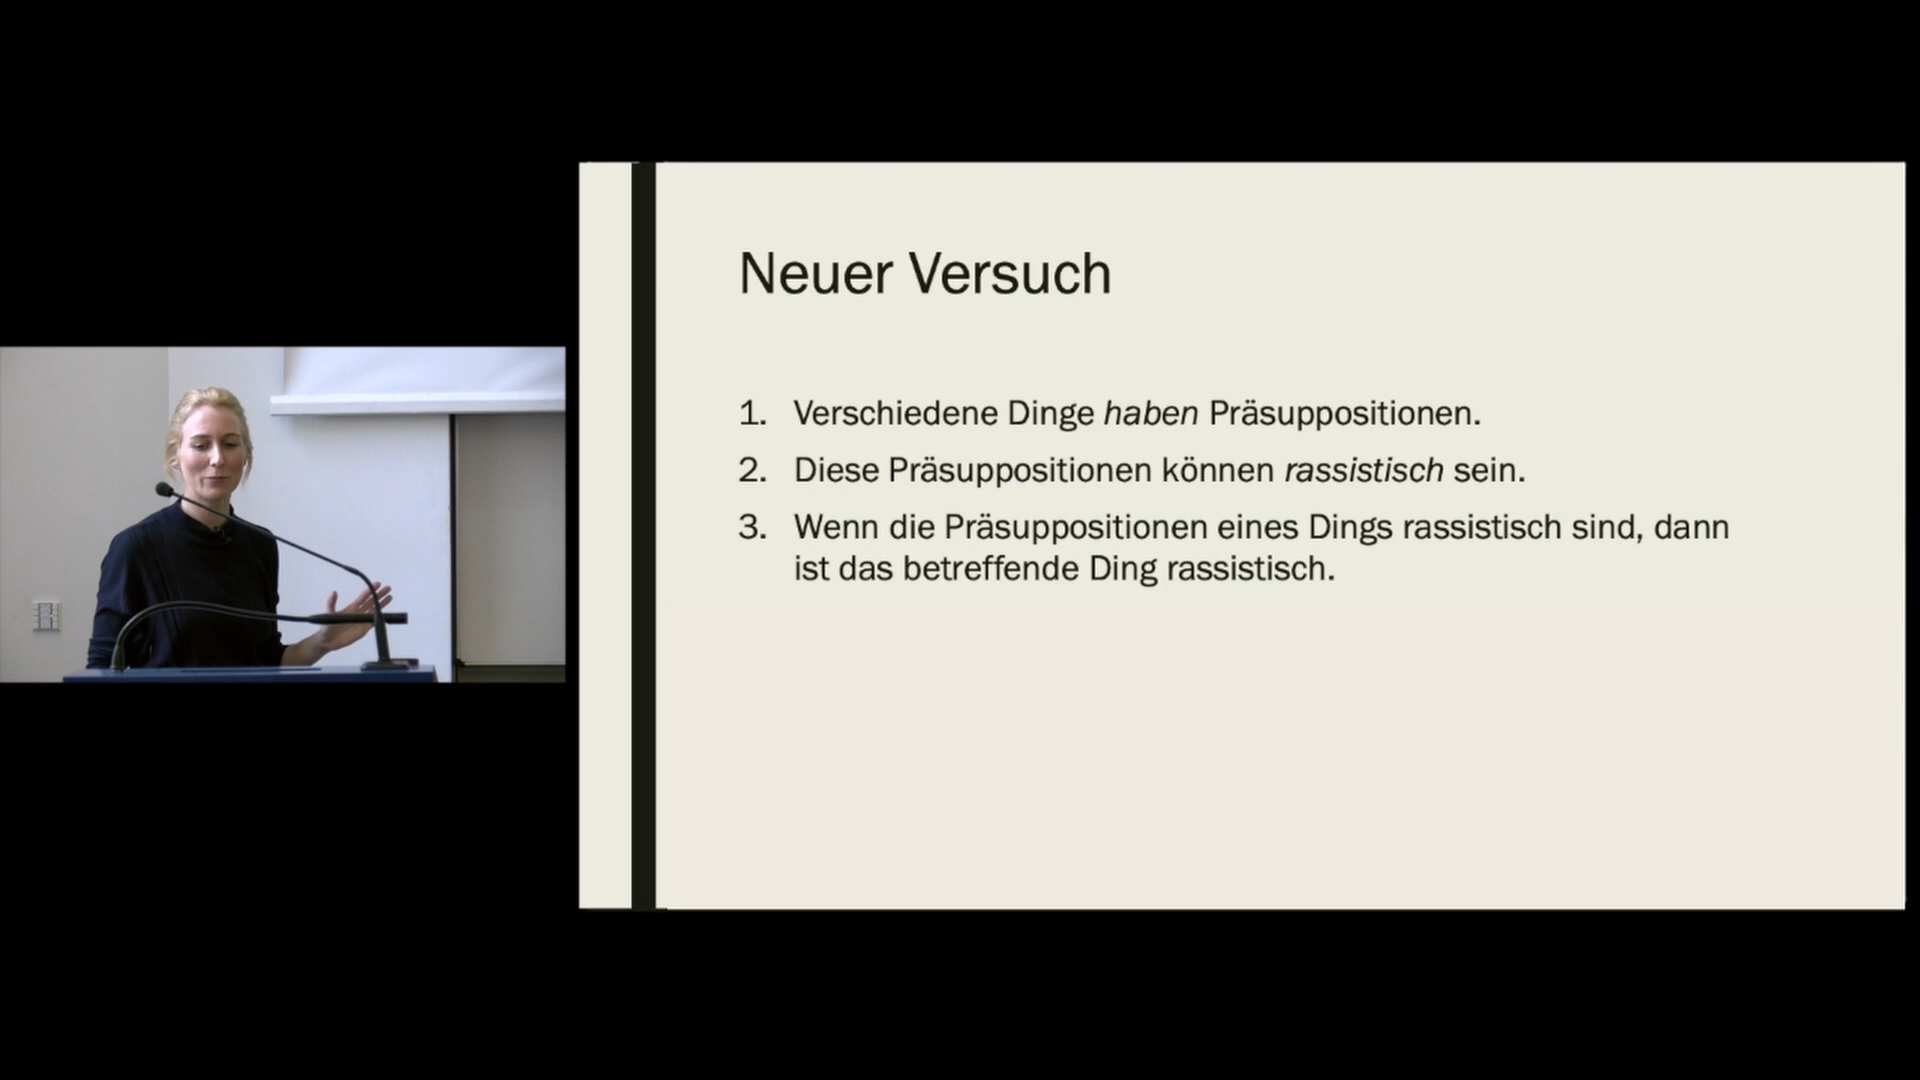 Neuer Versuch
1. Verschiedene Dinge haben Präsuppositionen.
2. Diese Präsuppositionen können rassistisch sein.
3. Wenn die Präsuppositionen eines Dings rassistisch sind, dann
ist das betreffende Ding rassistisch.